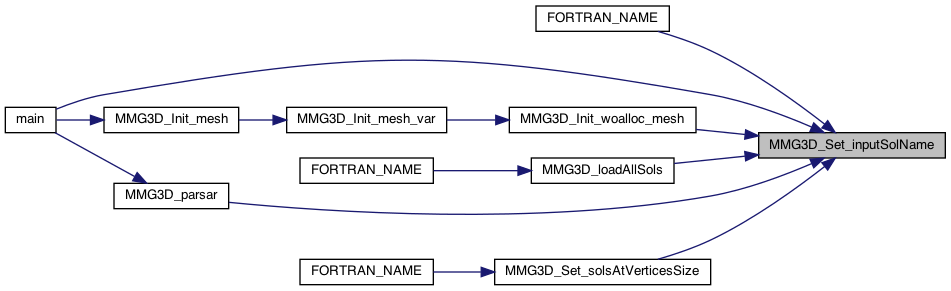 FORTRAN_NAME
main
MMG3D_Init_mesh
MMG3D_Init_mesh_var
MMG3D_Init_woalloc_mesh
MMG3D_Set_inputSolName
FORTRAN_NAME
MMG3D_loadAllSols
MMG3D_parsar
FORTRAN_NAME
MMG3D_Set_solsAtVerticesSize